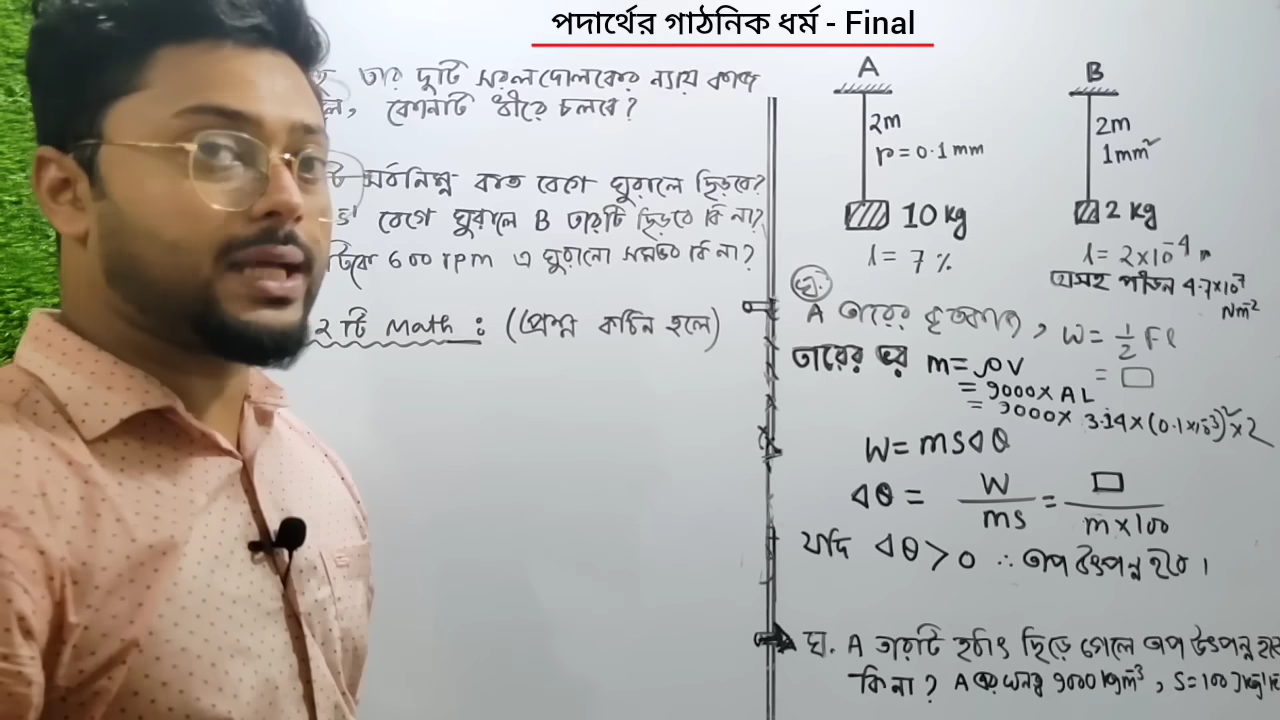 পদার্থের গাঠনিক ধর্ম - Final
তার দুটি সরলদোলকের ন্যায় কাজ
কোনটি ধীরে চলবে?
সর্বনিম্ন কত বেগে ঘুরালে ছিড়বে?
বেগে ঘুরালে B তারটি ছিড়বে কি না?
600 rpm এ ঘুরানো সম্ভব কি না?
২ টি Math : (প্রশ্ন কঠিন হলে)
A
2m
r = 0.1 mm
10 kg
l = 7 %
B
2m
1mm²
2 kg
l = 2×10⁻⁴ m
অসহ পীড়ন 4.7×10⁷
Nm⁻²
ঘ.
A তারের কৃতকাজ, W = ½ Fl
= □
তারের ভর m = ρV
= 9000 × AL
= 9000 × 3.14 × (0.1×10⁻³)² × 2
W = msΔθ
Δθ = W/ms = □/m×100
যদি Δθ > 0 ∴ তাপ উৎপন্ন হবে।
ঘ. A তারটি হঠাৎ ছিড়ে গেলে তাপ উৎপন্ন হবে
কি না? A এর ঘনত্ব 9000 kgm⁻³, S = 100 Jkg⁻¹K⁻